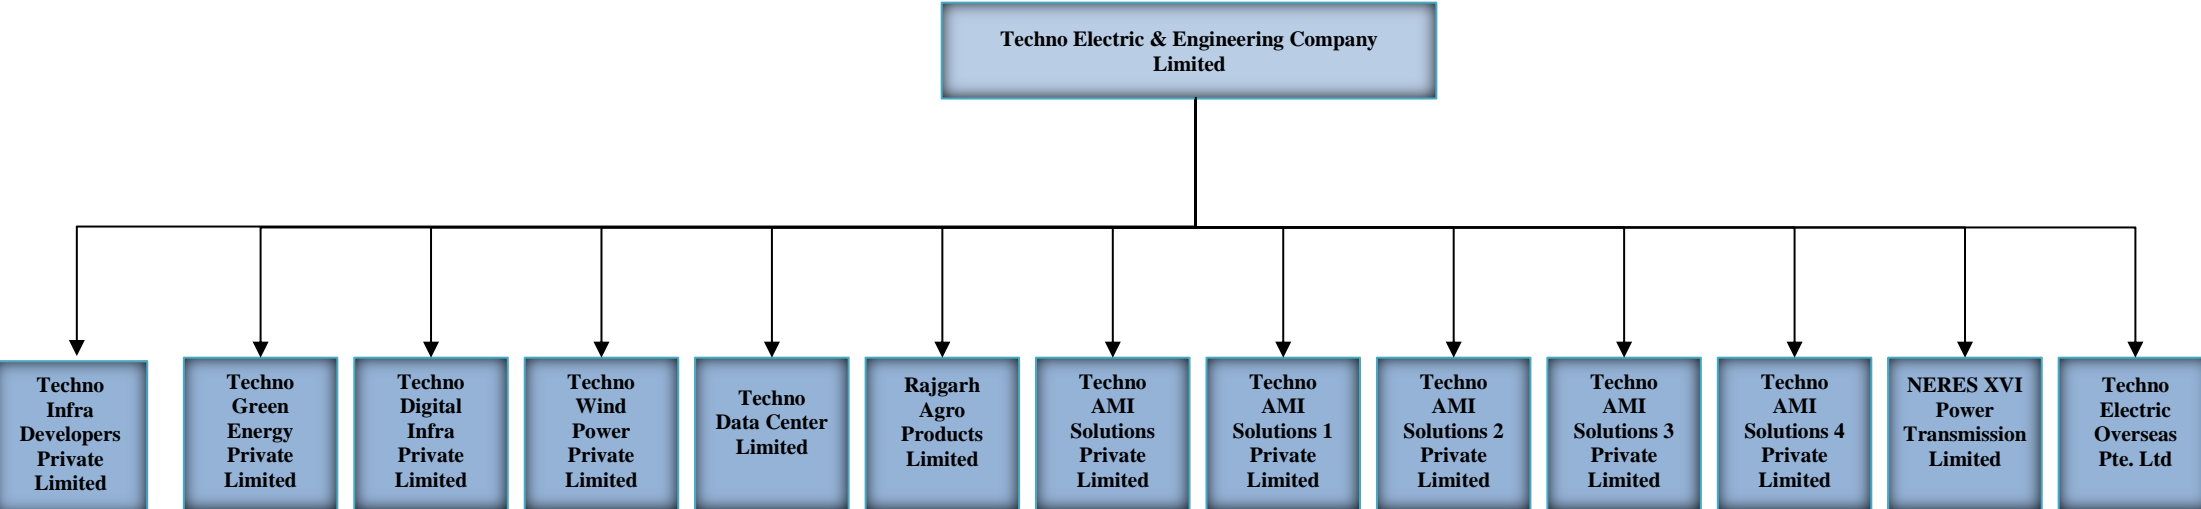 Techno Electric & Engineering Company
Limited
Techno
Infra
Developers
Private
Limited
Techno
Green
Energy
Private
Limited
Techno
Digital
Infra
Private
Limited
Techno
Wind
Power
Private
Limited
Techno
Data Center
Limited
Rajgarh
Agro
Products
Limited
Techno
AMI
Solutions
Private
Limited
Techno
AMI
Solutions 1
Private
Limited
Techno
AMI
Solutions 2
Private
Limited
Techno
AMI
Solutions 3
Private
Limited
Techno
AMI
Solutions 4
Private
Limited
NERES XVI
Power
Transmission
Limited
Techno
Electric
Overseas
Pte. Ltd